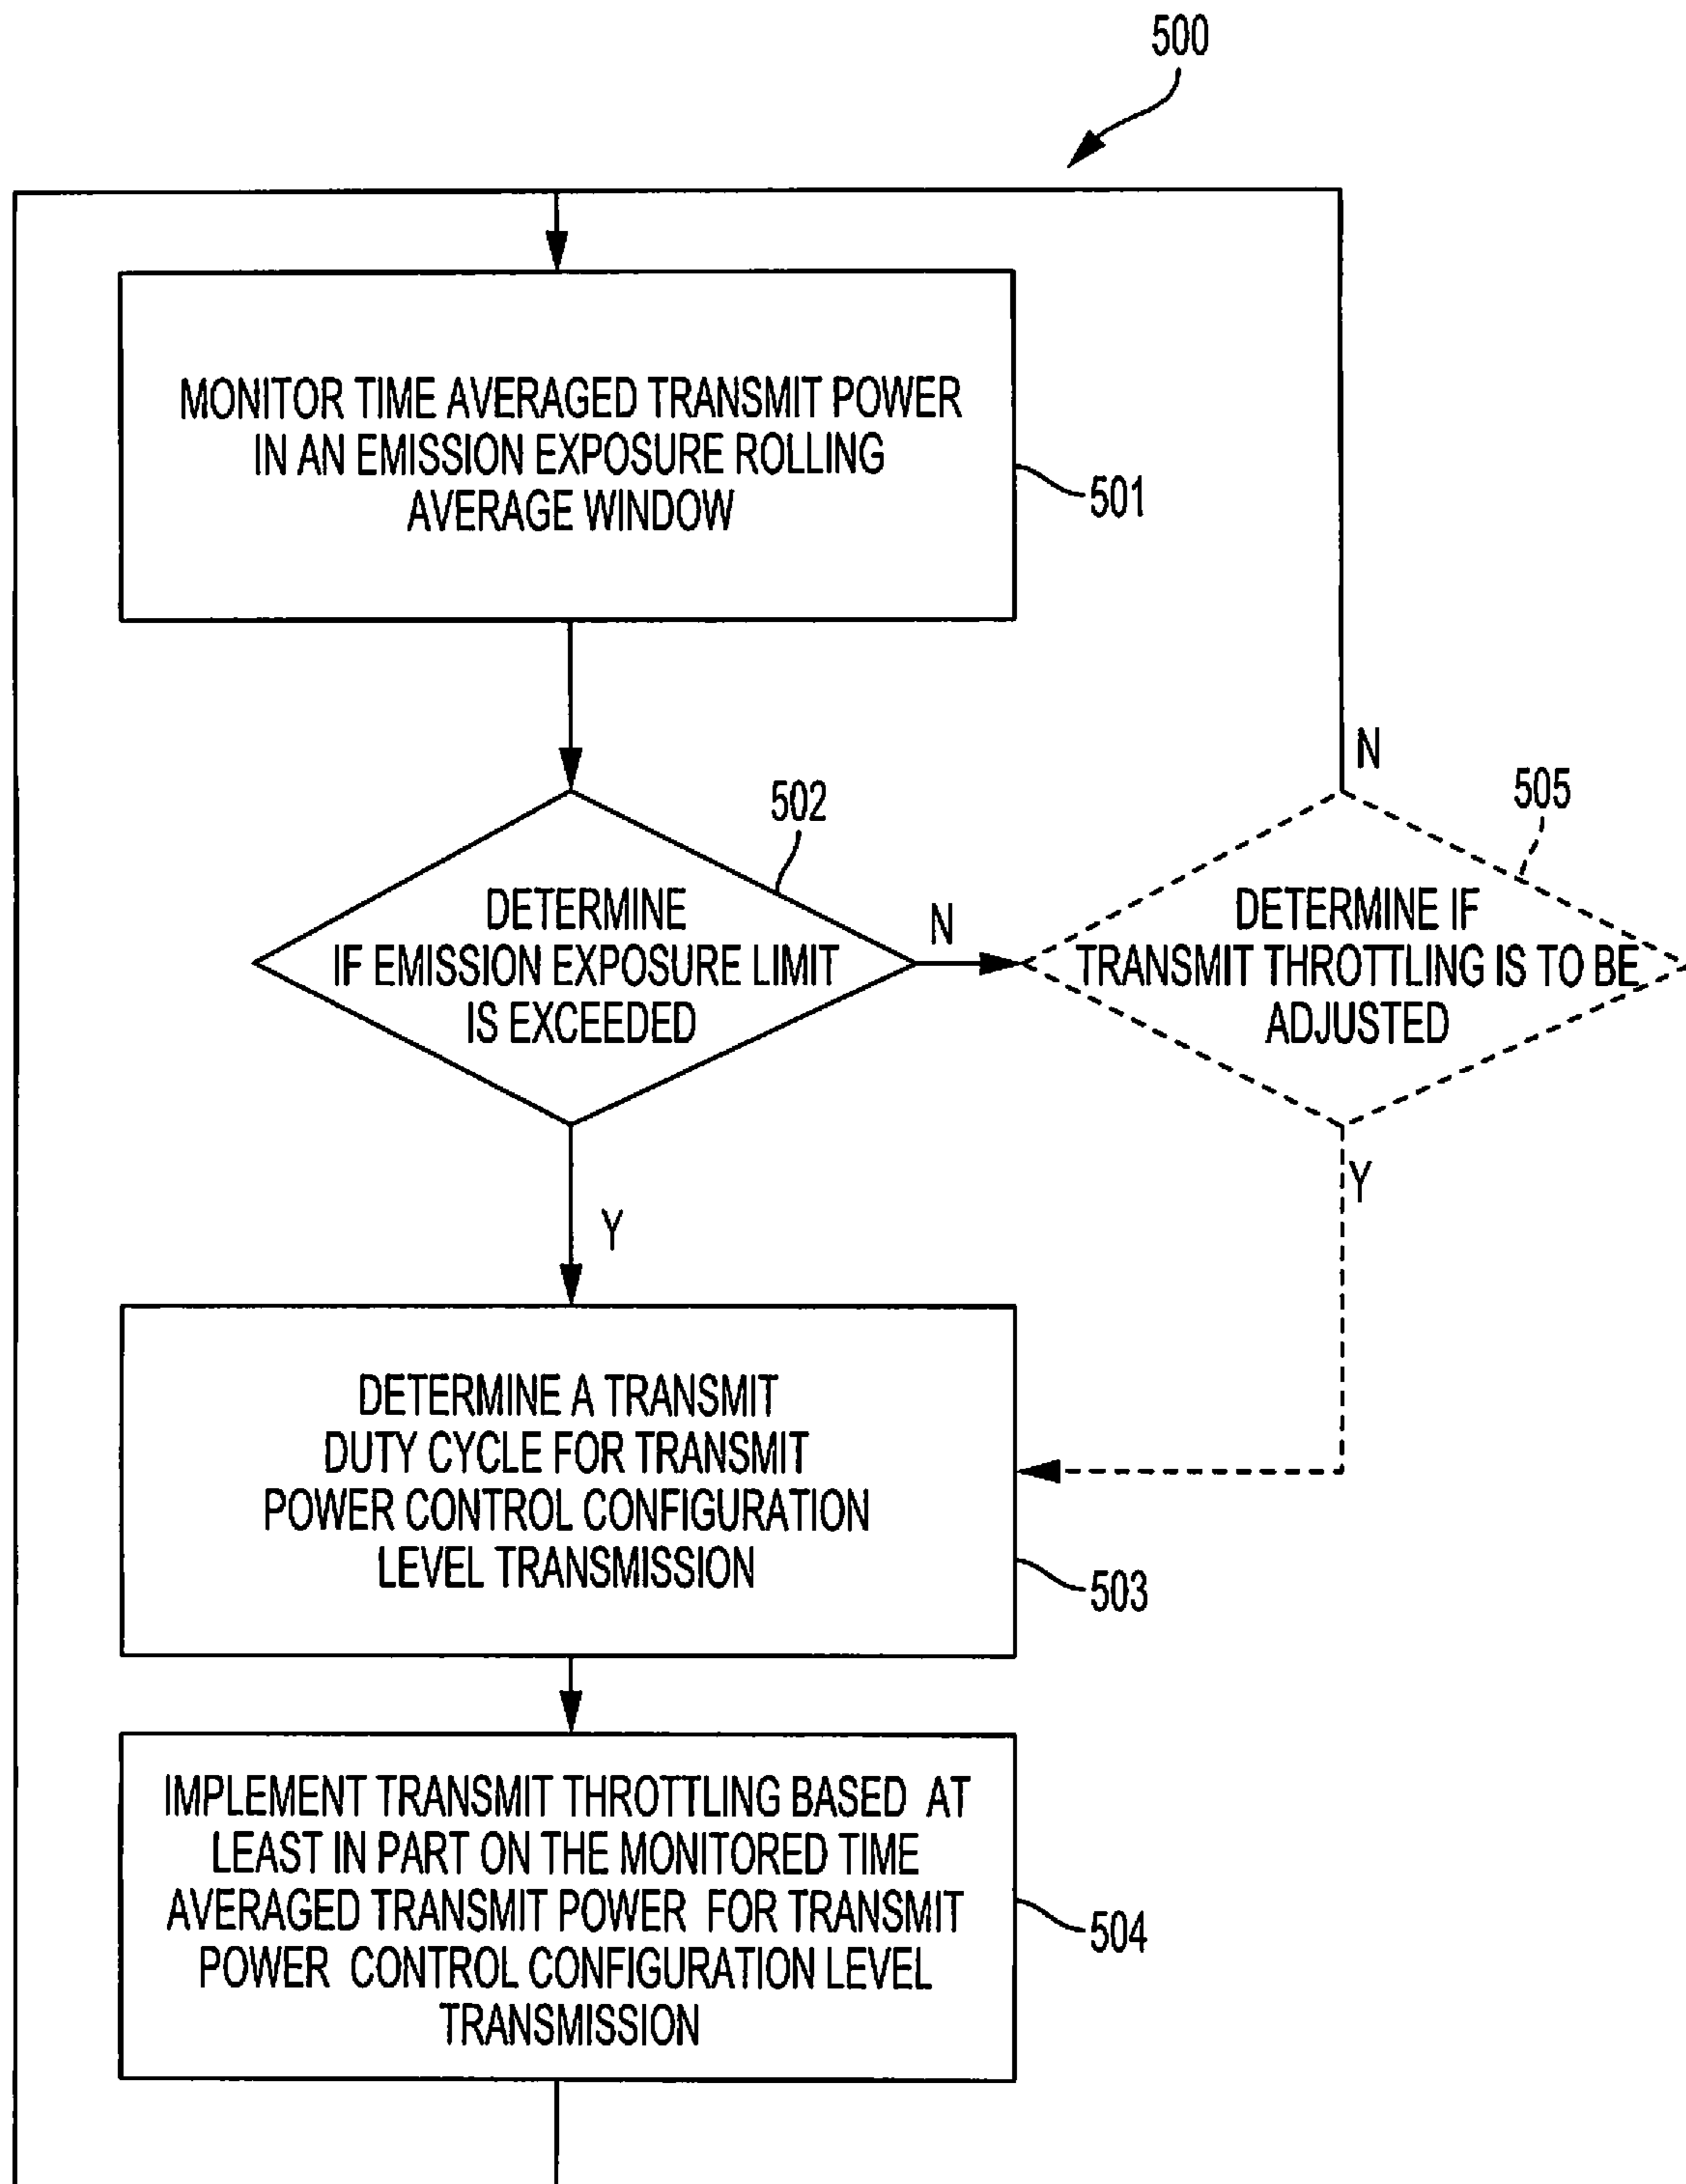 500
MONITOR TIME AVERAGED TRANSMIT POWER
IN AN EMISSION EXPOSURE ROLLING
AVERAGE WINDOW
501
502
DETERMINE
IF EMISSION EXPOSURE LIMIT
IS EXCEEDED
N
N
505
DETERMINE IF
TRANSMIT THROTTLING IS TO BE
ADJUSTED
Y
Y
DETERMINE A TRANSMIT
DUTY CYCLE FOR TRANSMIT
POWER CONTROL CONFIGURATION
LEVEL TRANSMISSION
503
IMPLEMENT TRANSMIT THROTTLING BASED AT
LEAST IN PART ON THE MONITORED TIME
AVERAGED TRANSMIT POWER FOR TRANSMIT
POWER CONTROL CONFIGURATION LEVEL
TRANSMISSION
504